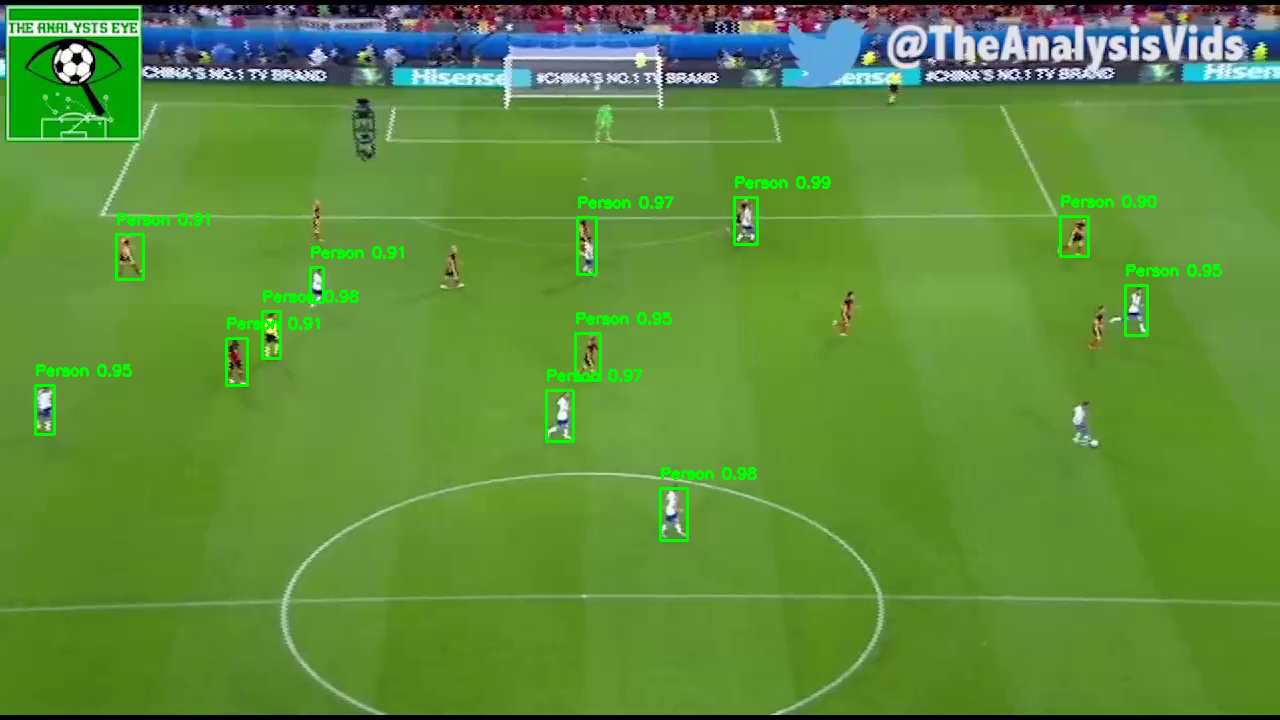 THE ANALYSTS EYE
@TheAnalysisVids
#CHINA'S NO.1 TV BRAND
Hisense
#CHINA'S NO.1 TV BRAND
Hisense
#CHINA'S NO.1 TV BRAND
Hisense
Person 0.99
Person 0.97
Person 0.90
Person 0.91
Person 0.91
Person 0.95
Person 0.98
Person 0.91
Person 0.95
Person 0.95
Person 0.97
Person 0.98